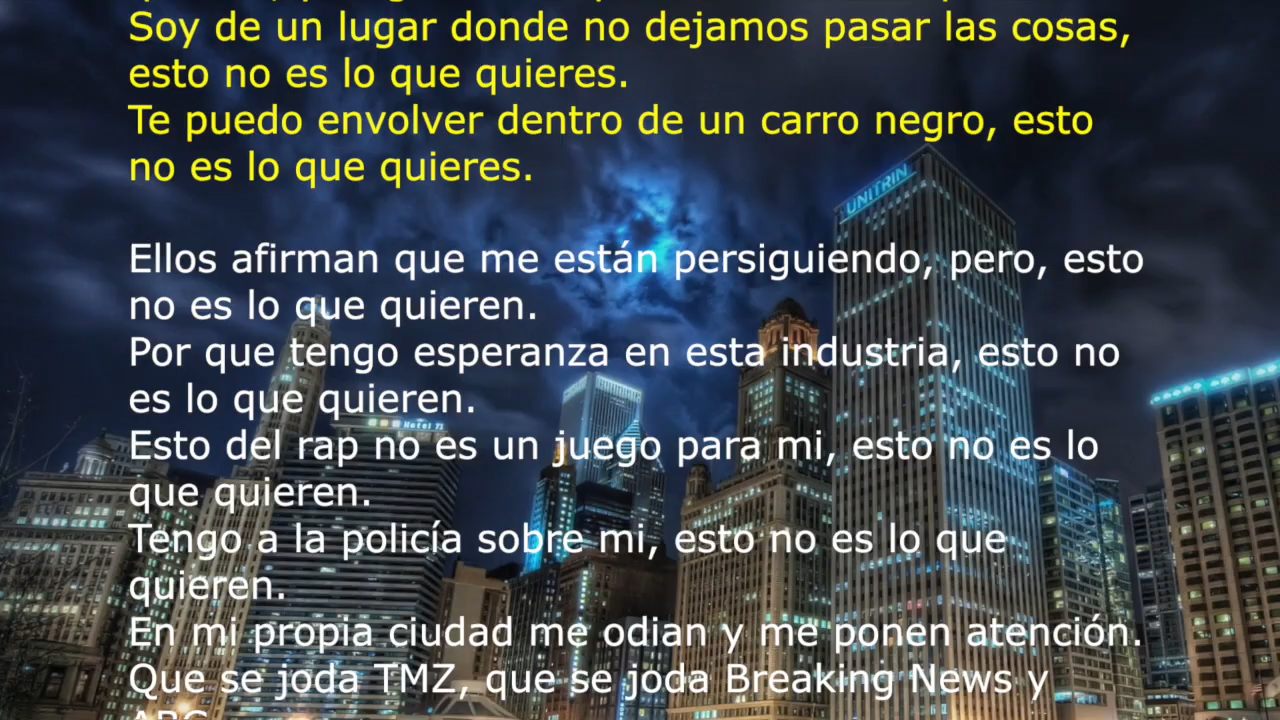 Soy de un lugar donde no dejamos pasar las cosas,
esto no es lo que quieres.
Te puedo envolver dentro de un carro negro, esto
no es lo que quieres.
Ellos afirman que me están persiguiendo, pero, esto
no es lo que quieren.
Por que tengo esperanza en esta industria, esto no
es lo que quieren.
Esto del rap no es un juego para mi, esto no es lo
que quieren.
Tengo a la policía sobre mi, esto no es lo que
quieren.
En mi propia ciudad me odian y me ponen atención.
Que se joda TMZ, que se joda Breaking News y
UNITRIN
Hotel 71